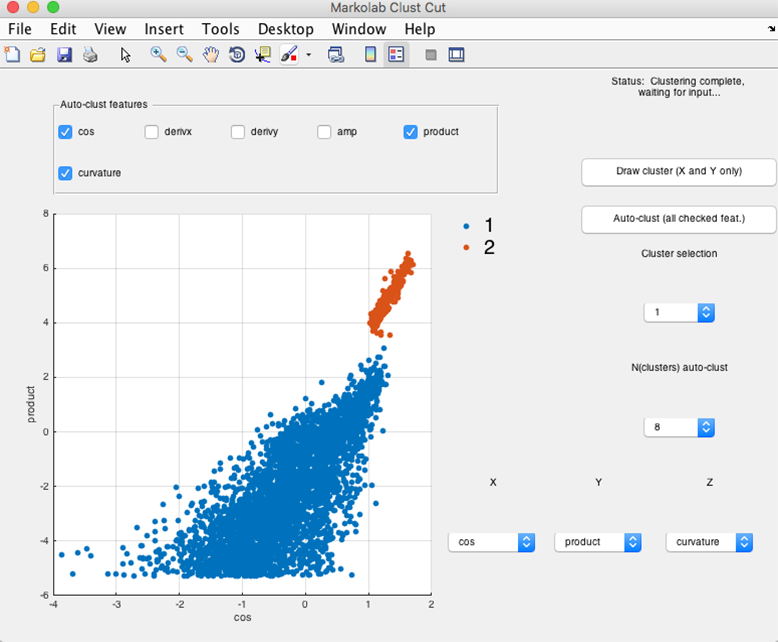 Markolab Clust Cut
File Edit View Insert Tools Desktop Window Help
Status: Clustering complete,
waiting for input...
Auto-clust features
cos derivx derivy amp product
curvature
Draw cluster (X and Y only)
Auto-clust (all checked feat.)
Cluster selection
1
N(clusters) auto-clust
8
X Y Z
cos product curvature
1
2
8
6
4
2
0
-2
-4
-6
product
-4 -3 -2 -1 0 1 2
cos